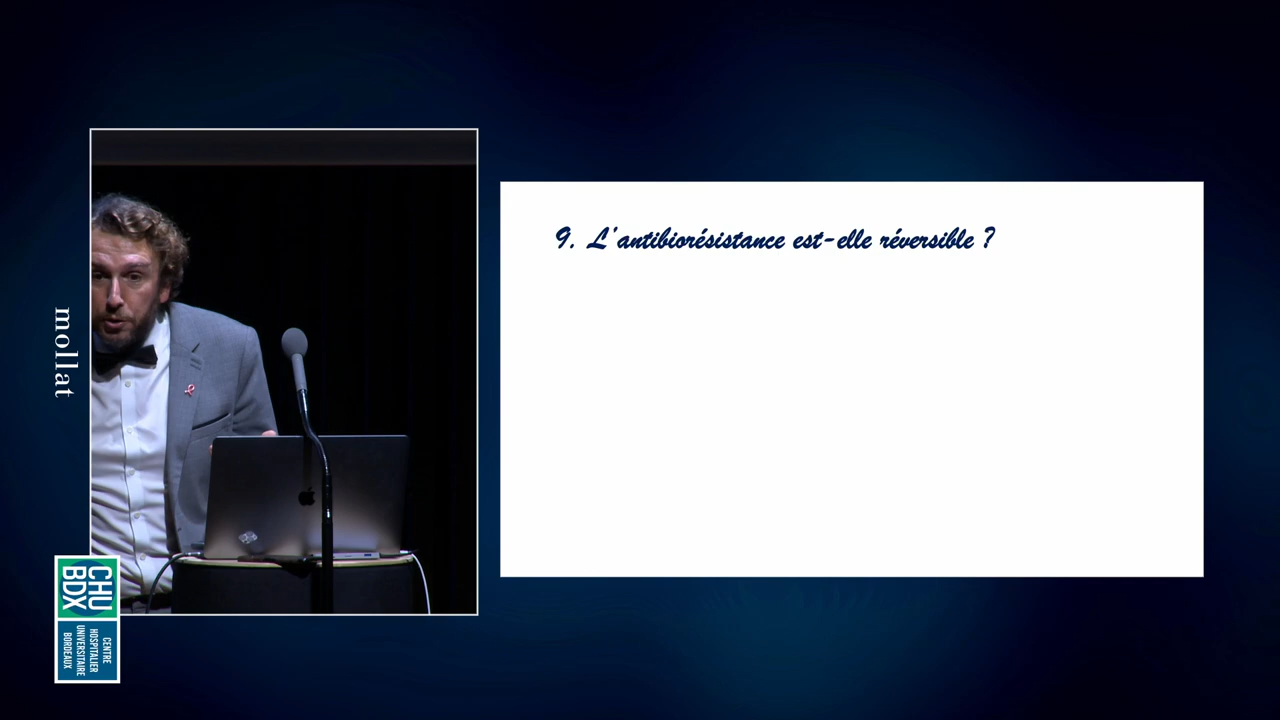 mollat
9. L'antibiorésistance est-elle réversible ?
CHU
BDX
CENTRE
HOSPITALIER
UNIVERSITAIRE
BORDEAUX